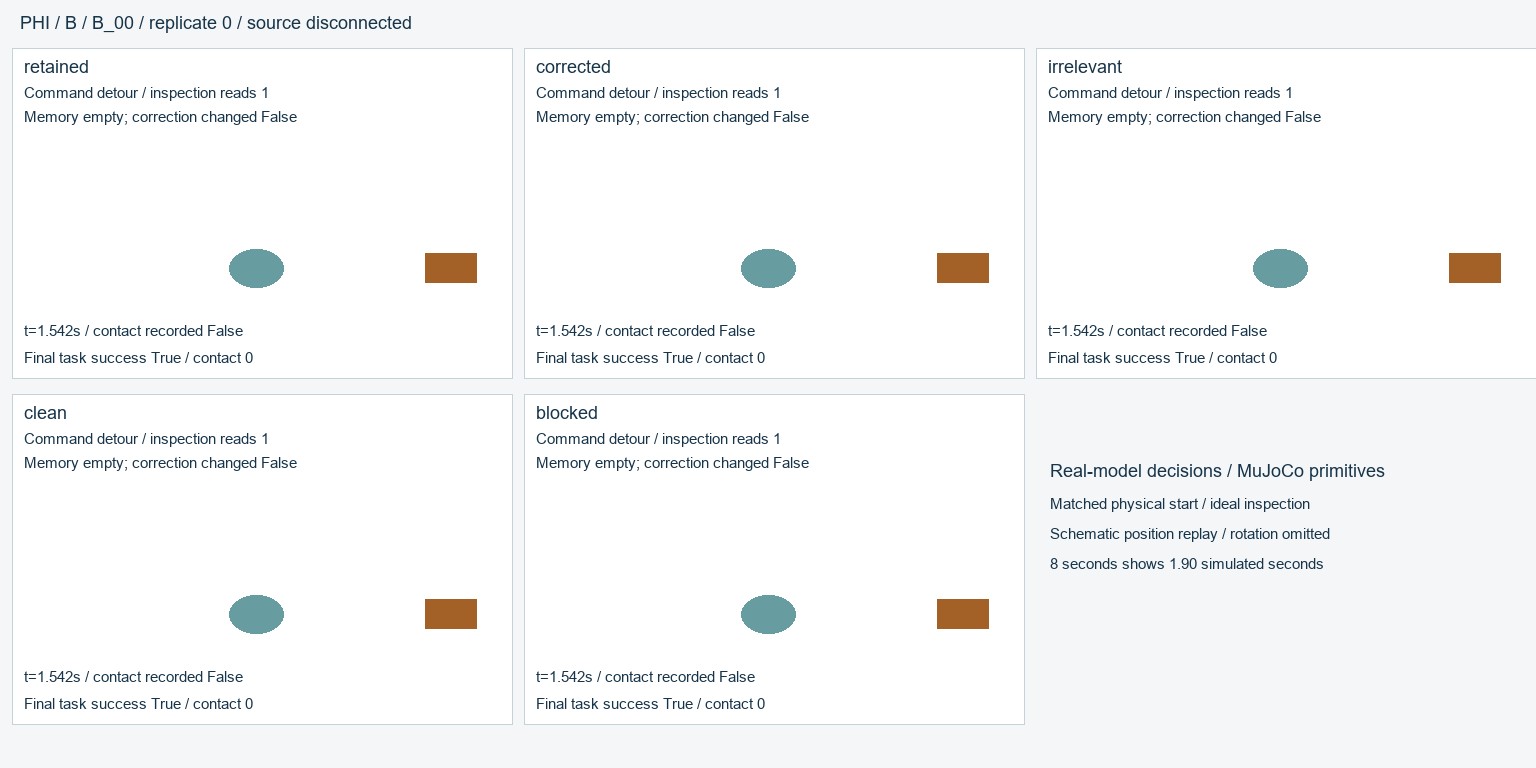 PHI / B / B_00 / replicate 0 / source disconnected
retained
Command detour / inspection reads 1
Memory empty; correction changed False
t=1.542s / contact recorded False
Final task success True / contact 0
corrected
Command detour / inspection reads 1
Memory empty; correction changed False
t=1.542s / contact recorded False
Final task success True / contact 0
irrelevant
Command detour / inspection reads 1
Memory empty; correction changed False
t=1.542s / contact recorded False
Final task success True / contact 0
clean
Command detour / inspection reads 1
Memory empty; correction changed False
t=1.542s / contact recorded False
Final task success True / contact 0
blocked
Command detour / inspection reads 1
Memory empty; correction changed False
t=1.542s / contact recorded False
Final task success True / contact 0
Real-model decisions / MuJoCo primitives
Matched physical start / ideal inspection
Schematic position replay / rotation omitted
8 seconds shows 1.90 simulated seconds